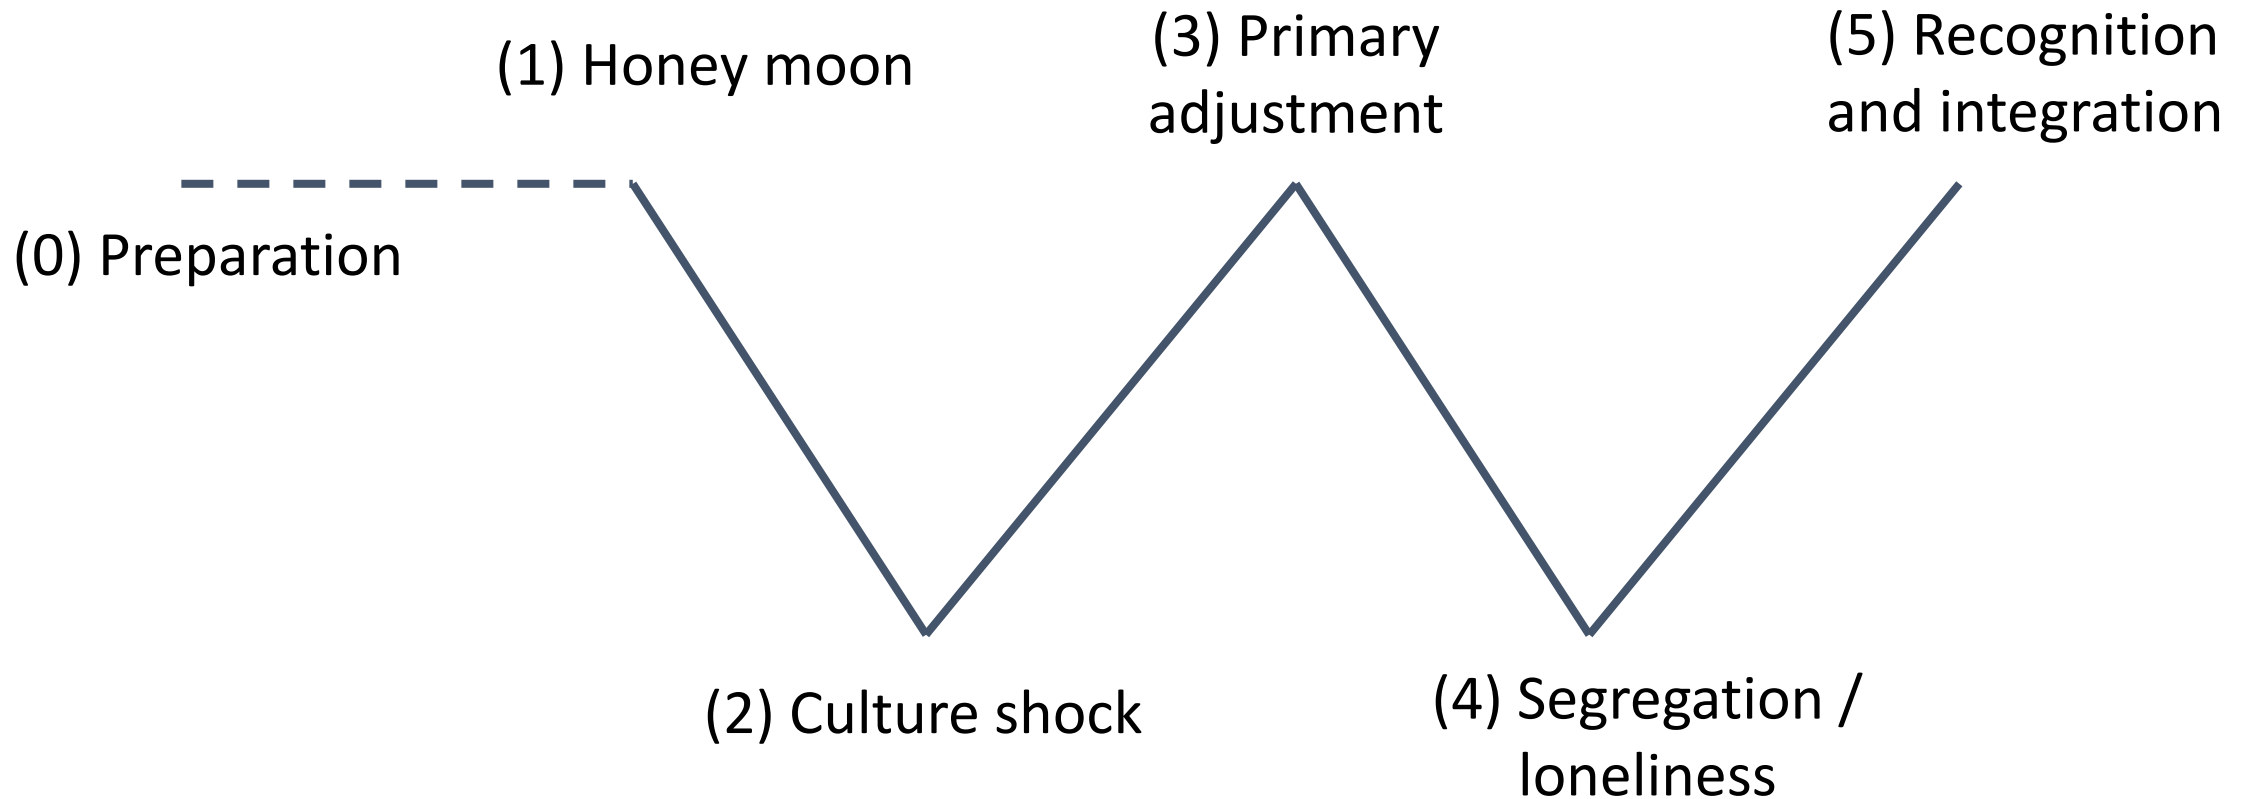 (0) Preparation
(1) Honey moon
(2) Culture shock
(3) Primary
adjustment
(4) Segregation /
loneliness
(5) Recognition
and integration